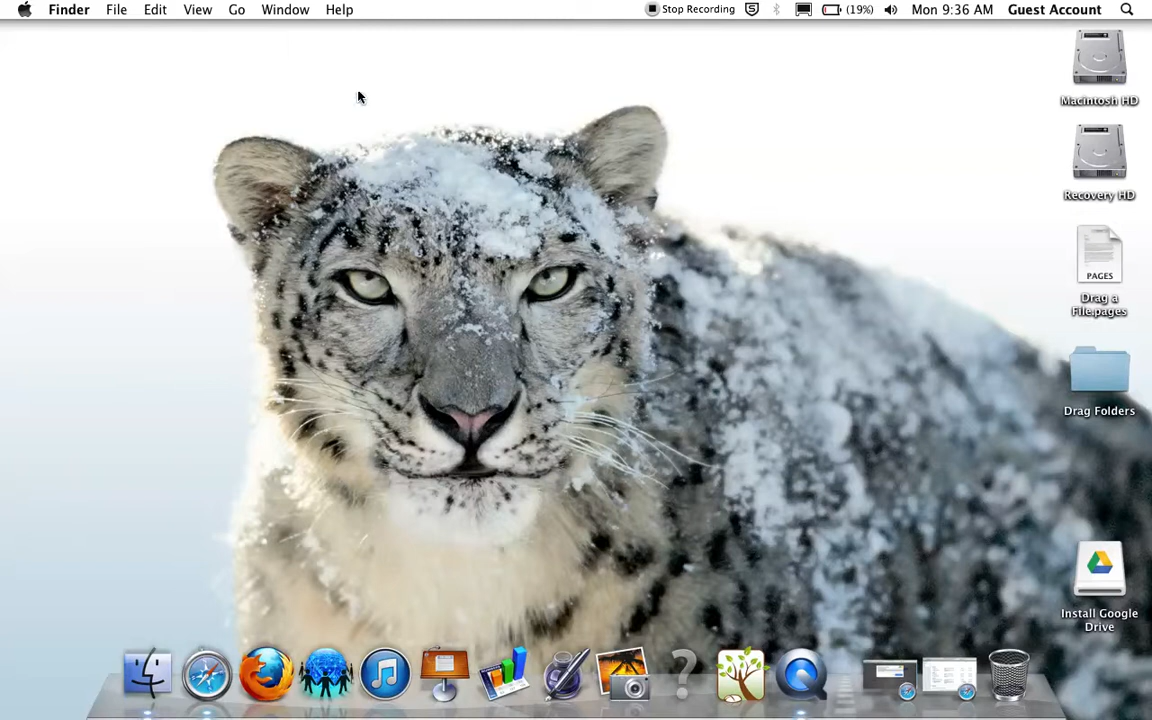 Finder File Edit View Go Window Help Stop Recording S (19%) Mon 9:36 AM Guest Account
Macintosh HD
Recovery HD
PAGES
Drag a
File.pages
Drag Folders
Install Google
Drive
?